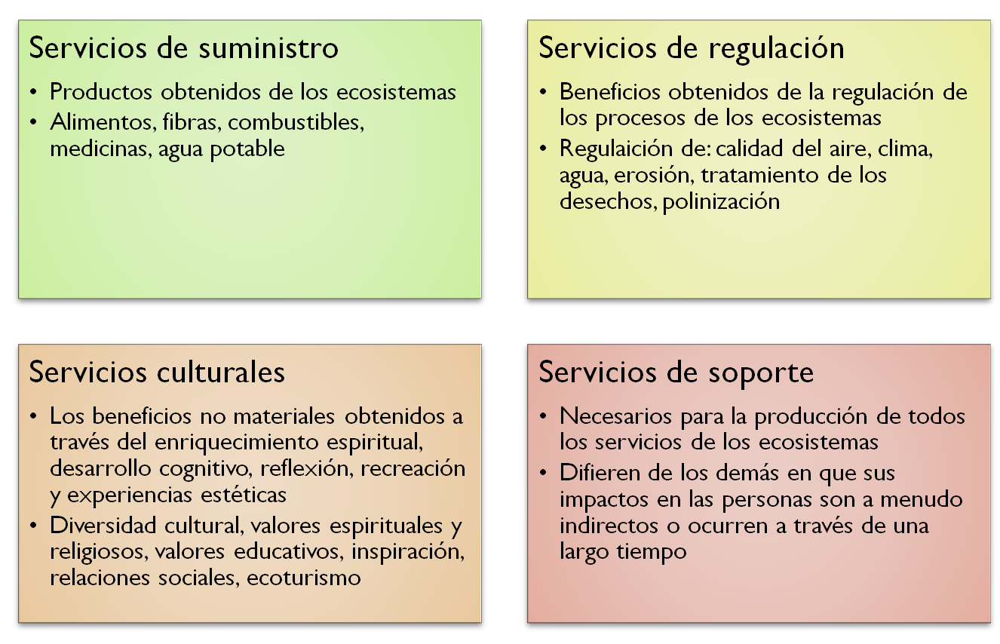 Servicios de suministro
• Productos obtenidos de los ecosistemas
• Alimentos, fibras, combustibles,
medicinas, agua potable
Servicios de regulación
• Beneficios obtenidos de la regulación de
los procesos de los ecosistemas
• Regulaición de: calidad del aire, clima,
agua, erosión, tratamiento de los
desechos, polinización
Servicios culturales
• Los beneficios no materiales obtenidos a
través del enriquecimiento espiritual,
desarrollo cognitivo, reflexión, recreación
y experiencias estéticas
• Diversidad cultural, valores espirituales y
religiosos, valores educativos, inspiración,
relaciones sociales, ecoturismo
Servicios de soporte
• Necesarios para la producción de todos
los servicios de los ecosistemas
• Difieren de los demás en que sus
impactos en las personas son a menudo
indirectos o ocurren a través de una
largo tiempo